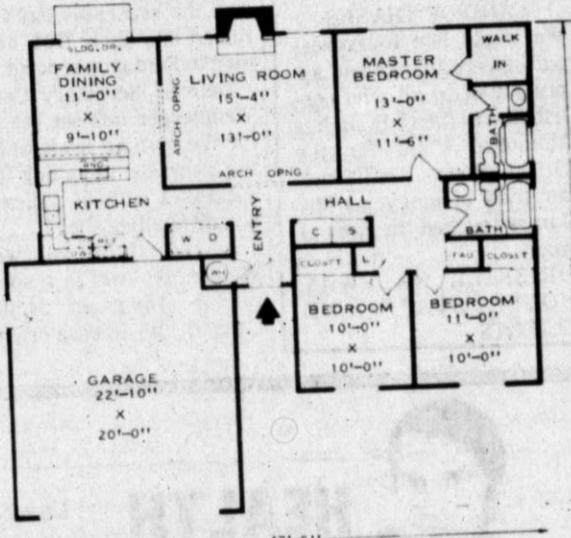 SLDG. DR.
FAMILY
DINING
11'-0"
X
9'-10"
ARCH OPNG
LIVING ROOM
15'-4"
X
13'-0"
ARCH OPNG
MASTER
BEDROOM
13'-0"
X
11'-6"
WALK
IN
BATH
KITCHEN
W D
WH
ENTRY
HALL
C S
CLOSET
L
BATH
FAU
CLOSET
BEDROOM
10'-0"
X
10'-0"
BEDROOM
11'-0"
X
10'-0"
GARAGE
22'-10"
X
20'-0"